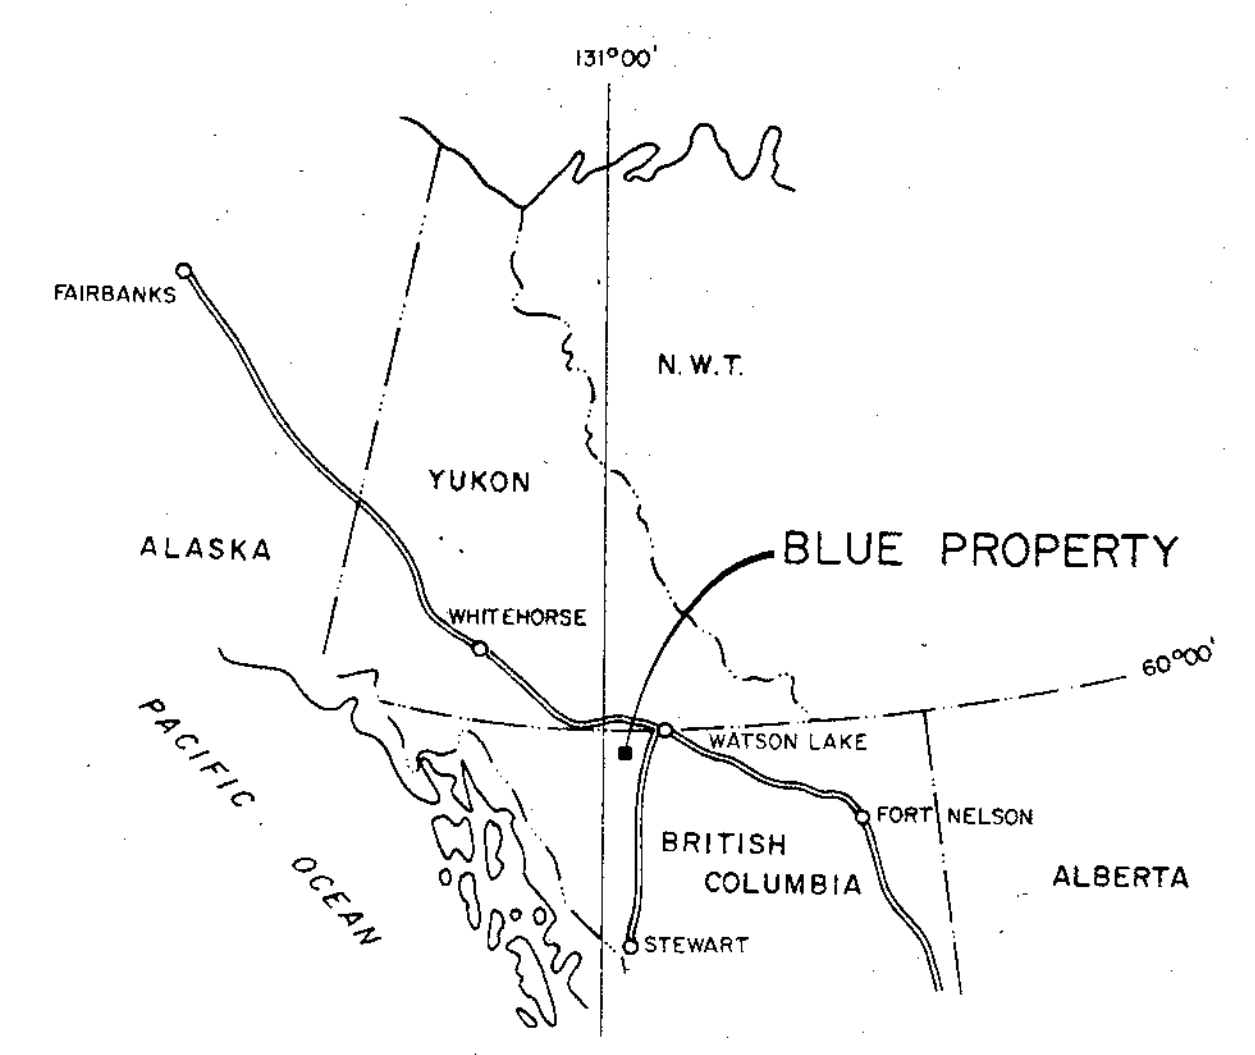 131°00'
FAIRBANKS
N.W.T.
YUKON
ALASKA
BLUE PROPERTY
WHITEHORSE
60°00'
PACIFIC
OCEAN
WATSON LAKE
FORT NELSON
BRITISH
COLUMBIA
ALBERTA
STEWART